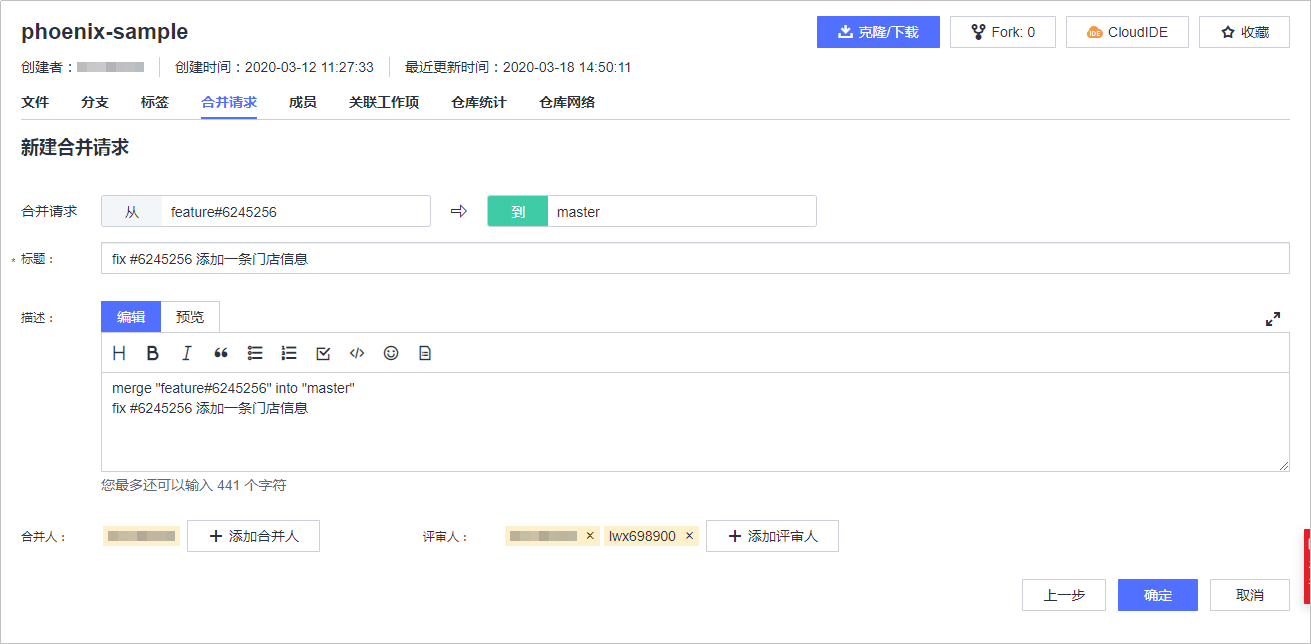 phoenix-sample
克隆/下载 Fork: 0 IDE CloudIDE 收藏
创建者： 创建时间：2020-03-12 11:27:33 最近更新时间：2020-03-18 14:50:11
文件 分支 标签 合并请求 成员 关联工作项 仓库统计 仓库网络
新建合并请求
合并请求 从 feature#6245256 到 master
* 标题： fix #6245256 添加一条门店信息
描述： 编辑 预览
merge "feature#6245256" into "master"
fix #6245256 添加一条门店信息
您最多还可以输入 441 个字符
合并人： + 添加合并人 评审人： × lwx698900 × + 添加评审人
上一步 确定 取消